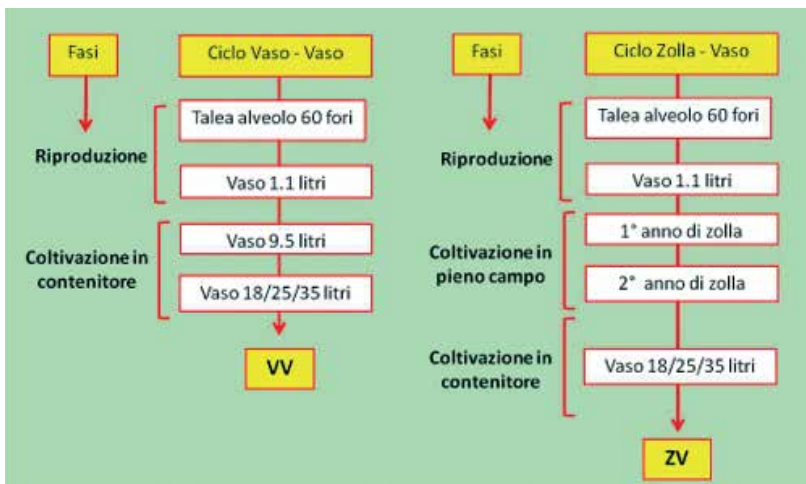 Fasi
Ciclo Vaso - Vaso
Talea alveolo 60 fori
Riproduzione
Vaso 1.1 litri
Vaso 9.5 litri
Coltivazione in
contenitore
Vaso 18/25/35 litri
VV
Fasi
Ciclo Zolla - Vaso
Talea alveolo 60 fori
Riproduzione
Vaso 1.1 litri
1° anno di zolla
Coltivazione in
pieno campo
2° anno di zolla
Coltivazione in
contenitore
Vaso 18/25/35 litri
ZV